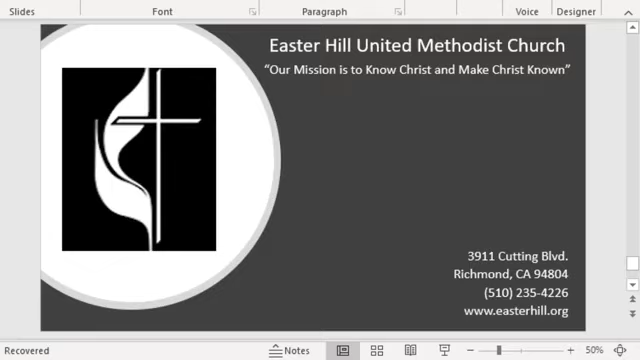 Slides Font Paragraph Voice Designer
Easter Hill United Methodist Church
“Our Mission is to Know Christ and Make Christ Known”
3911 Cutting Blvd.
Richmond, CA 94804
(510) 235-4226
www.easterhill.org
Recovered Notes 50%